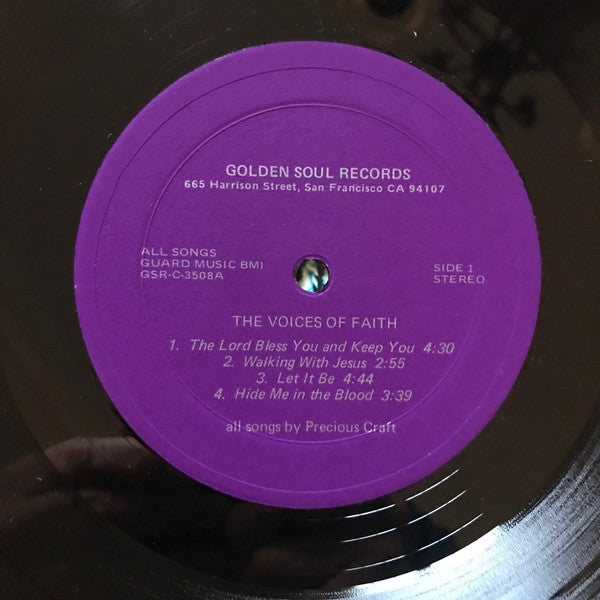 GOLDEN SOUL RECORDS
665 Harrison Street, San Francisco CA 94107
ALL SONGS
GUARD MUSIC BMI
GSR-C-3508A
SIDE 1
STEREO
THE VOICES OF FAITH
1. The Lord Bless You and Keep You 4:30
2. Walking With Jesus 2:55
3. Let It Be 4:44
4. Hide Me in the Blood 3:39
all songs by Precious Craft